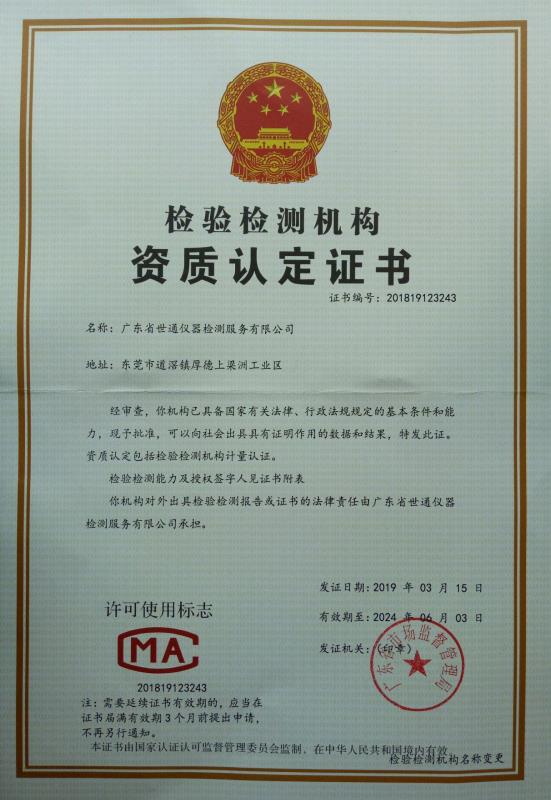 检验检测机构
资质认定证书
证书编号：201819123243
名称：广东省世通仪器检测服务有限公司
地址：东莞市道滘镇厚德上梁洲工业区
经审查，你机构已具备国家有关法律、行政法规规定的基本条件和能
力，现予批准，可以向社会出具具有证明作用的数据和结果，特发此证。
资质认定包括检验检测机构计量认证。
检验检测能力及授权签字人见证书附表
你机构对外出具检验检测报告或证书的法律责任由广东省世通仪器
检测服务有限公司承担。
发证日期：2019 年 03 月 15 日
有效期至：2024 年 06 月 03 日
发证机关：（印章）
广东省市场监督管理局
许可使用标志
MA
201819123243
注：需要延续证书有效期的，应当在
证书届满有效期3个月前提出申请，
不再另行通知。
本证书由国家认证认可监督管理委员会监制，在中华人民共和国境内有效。
检验检测机构名称变更